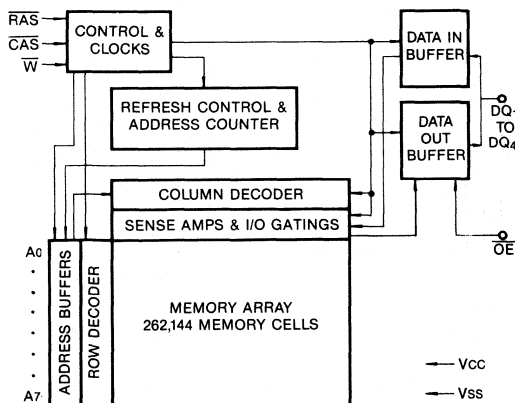 RAS
CAS
W
CONTROL &
CLOCKS
DATA IN
BUFFER
REFRESH CONTROL &
ADDRESS COUNTER
DATA
OUT
BUFFER
DQ1
TO
DQ4
COLUMN DECODER
SENSE AMPS & I/O GATINGS
OE
A0
ADDRESS BUFFERS
ROW DECODER
MEMORY ARRAY
262,144 MEMORY CELLS
A7
VCC
VSS